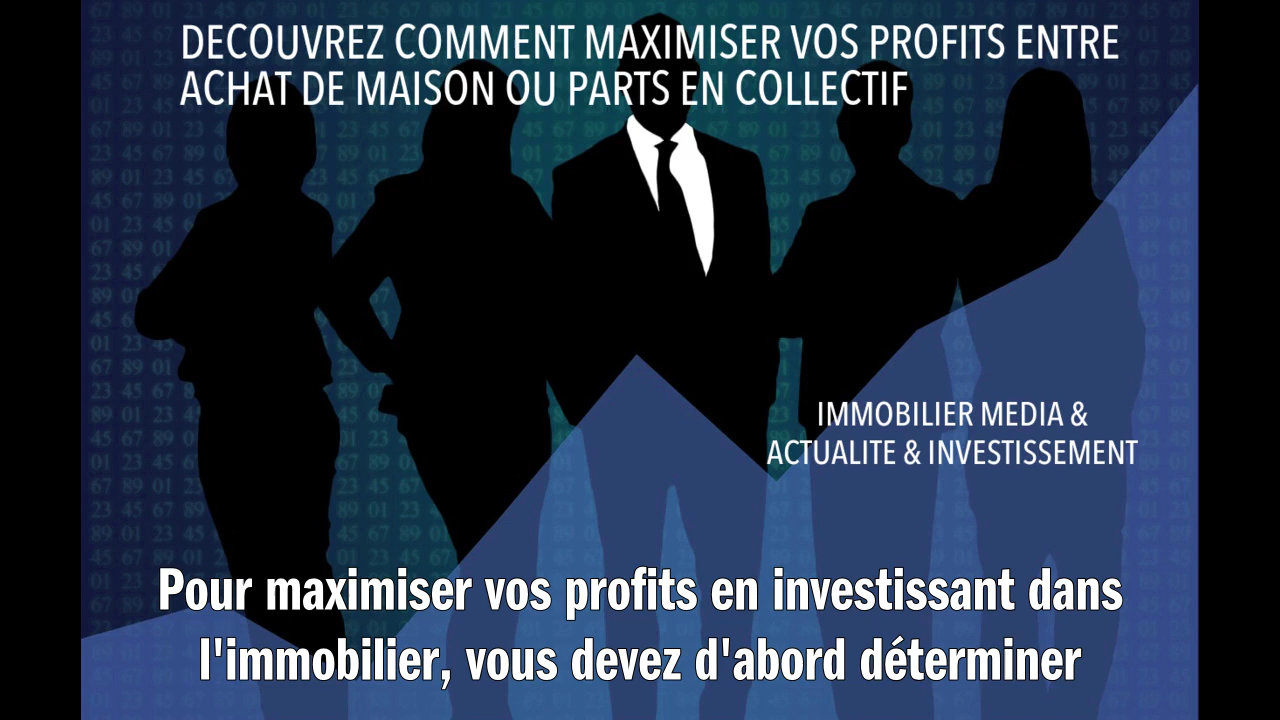 DECOUVREZ COMMENT MAXIMISER VOS PROFITS ENTRE
ACHAT DE MAISON OU PARTS EN COLLECTIF
IMMOBILIER MEDIA &
ACTUALITE & INVESTISSEMENT
Pour maximiser vos profits en investissant dans
l'immobilier, vous devez d'abord déterminer